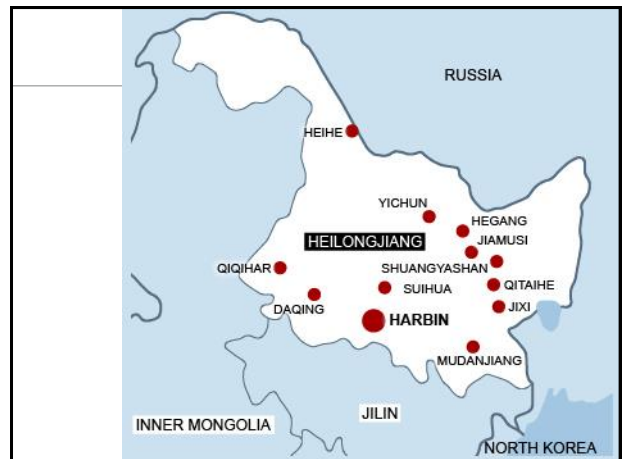 RUSSIA
HEIHE
YICHUN
HEGANG
HEILONGJIANG
JIAMUSI
QIQIHAR
SHUANGYASHAN
SUIHUA
QITAIHE
DAQING
JIXI
HARBIN
MUDANJIANG
JILIN
INNER MONGOLIA
NORTH KOREA